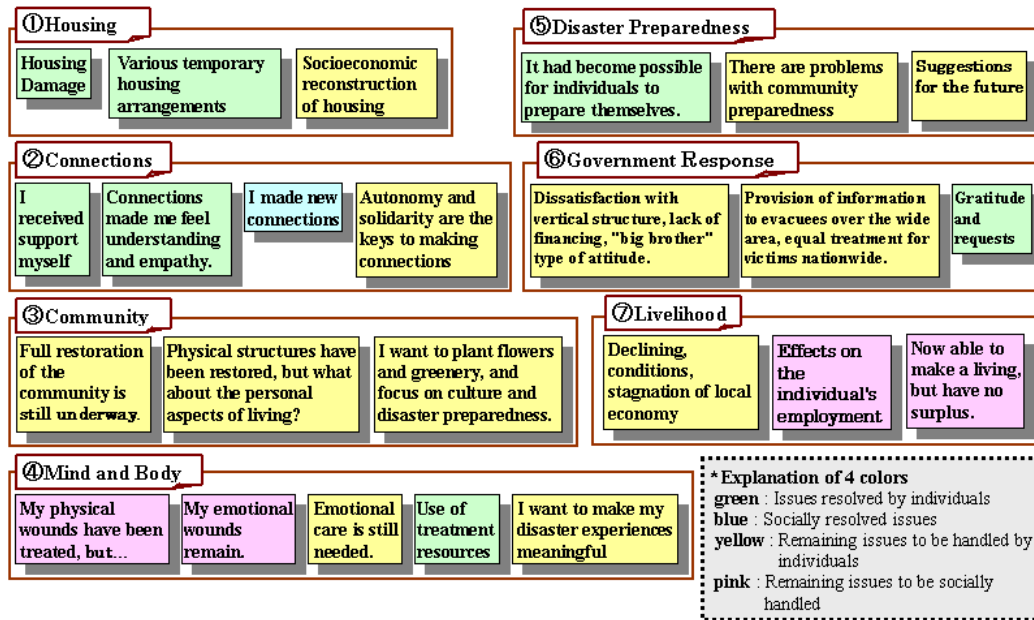 ①Housing
Housing
Damage
Various temporary
housing
arrangements
Socioeconomic
reconstruction
of housing
②Connections
I
received
support
myself
Connections
made me feel
understanding
and empathy.
I made new
connections
Autonomy and
solidarity are the
keys to making
connections
③Community
Full restoration
of the
community is
still underway.
Physical structures have
been restored, but what
about the personal
aspects of living?
I want to plant flowers
and greenery, and
focus on culture and
disaster preparedness.
④Mind and Body
My physical
wounds have been
treated, but...
My emotional
wounds
remain.
Emotional
care is still
needed.
Use of
treatment
resources
I want to make my
disaster experiences
meaningful
⑤Disaster Preparedness
It had become possible
for individuals to
prepare themselves.
There are problems
with community
preparedness
Suggestions
for the future
⑥Government Response
Dissatisfaction with
vertical structure, lack of
financing, "big brother"
type of attitude.
Provision of information
to evacuees over the wide
area, equal treatment for
victims nationwide.
Gratitude
and
requests
⑦Livelihood
Declining,
conditions,
stagnation of local
economy
Effects on
the
individual's
employment
Now able to
make a living,
but have no
surplus.
*Explanation of 4 colors
green : Issues resolved by individuals
blue : Socially resolved issues
yellow : Remaining issues to be handled by
individuals
pink : Remaining issues to be socially
handled